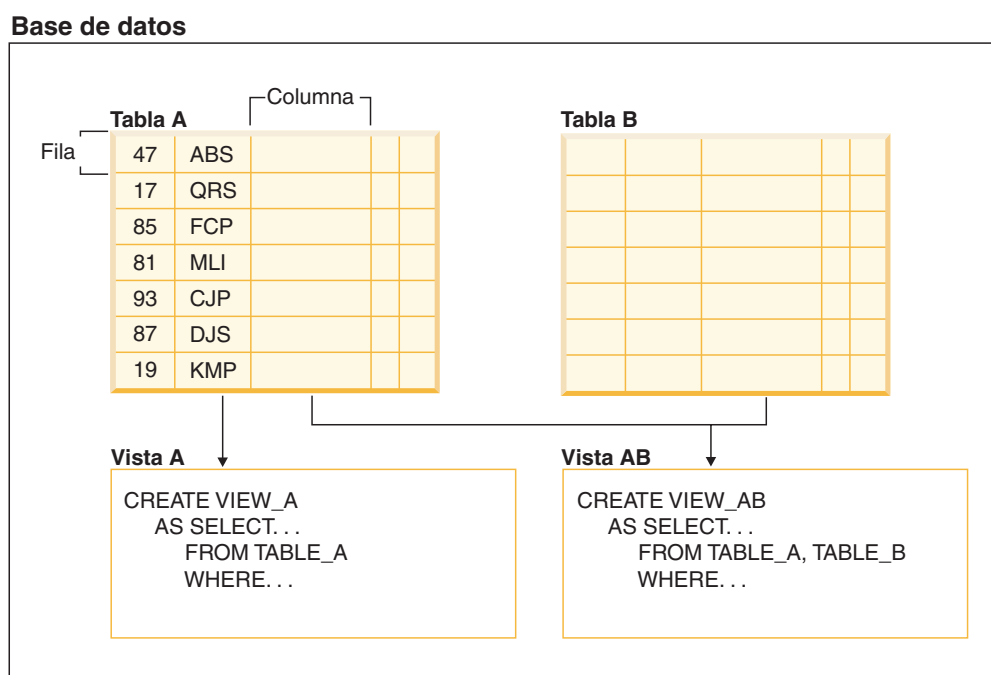 Base de datos
Columna
Tabla A
Tabla B
Fila
47 ABS
17 QRS
85 FCP
81 MLI
93 CJP
87 DJS
19 KMP
Vista A
CREATE VIEW_A
AS SELECT. . .
FROM TABLE_A
WHERE. . .
Vista AB
CREATE VIEW_AB
AS SELECT. . .
FROM TABLE_A, TABLE_B
WHERE. . .